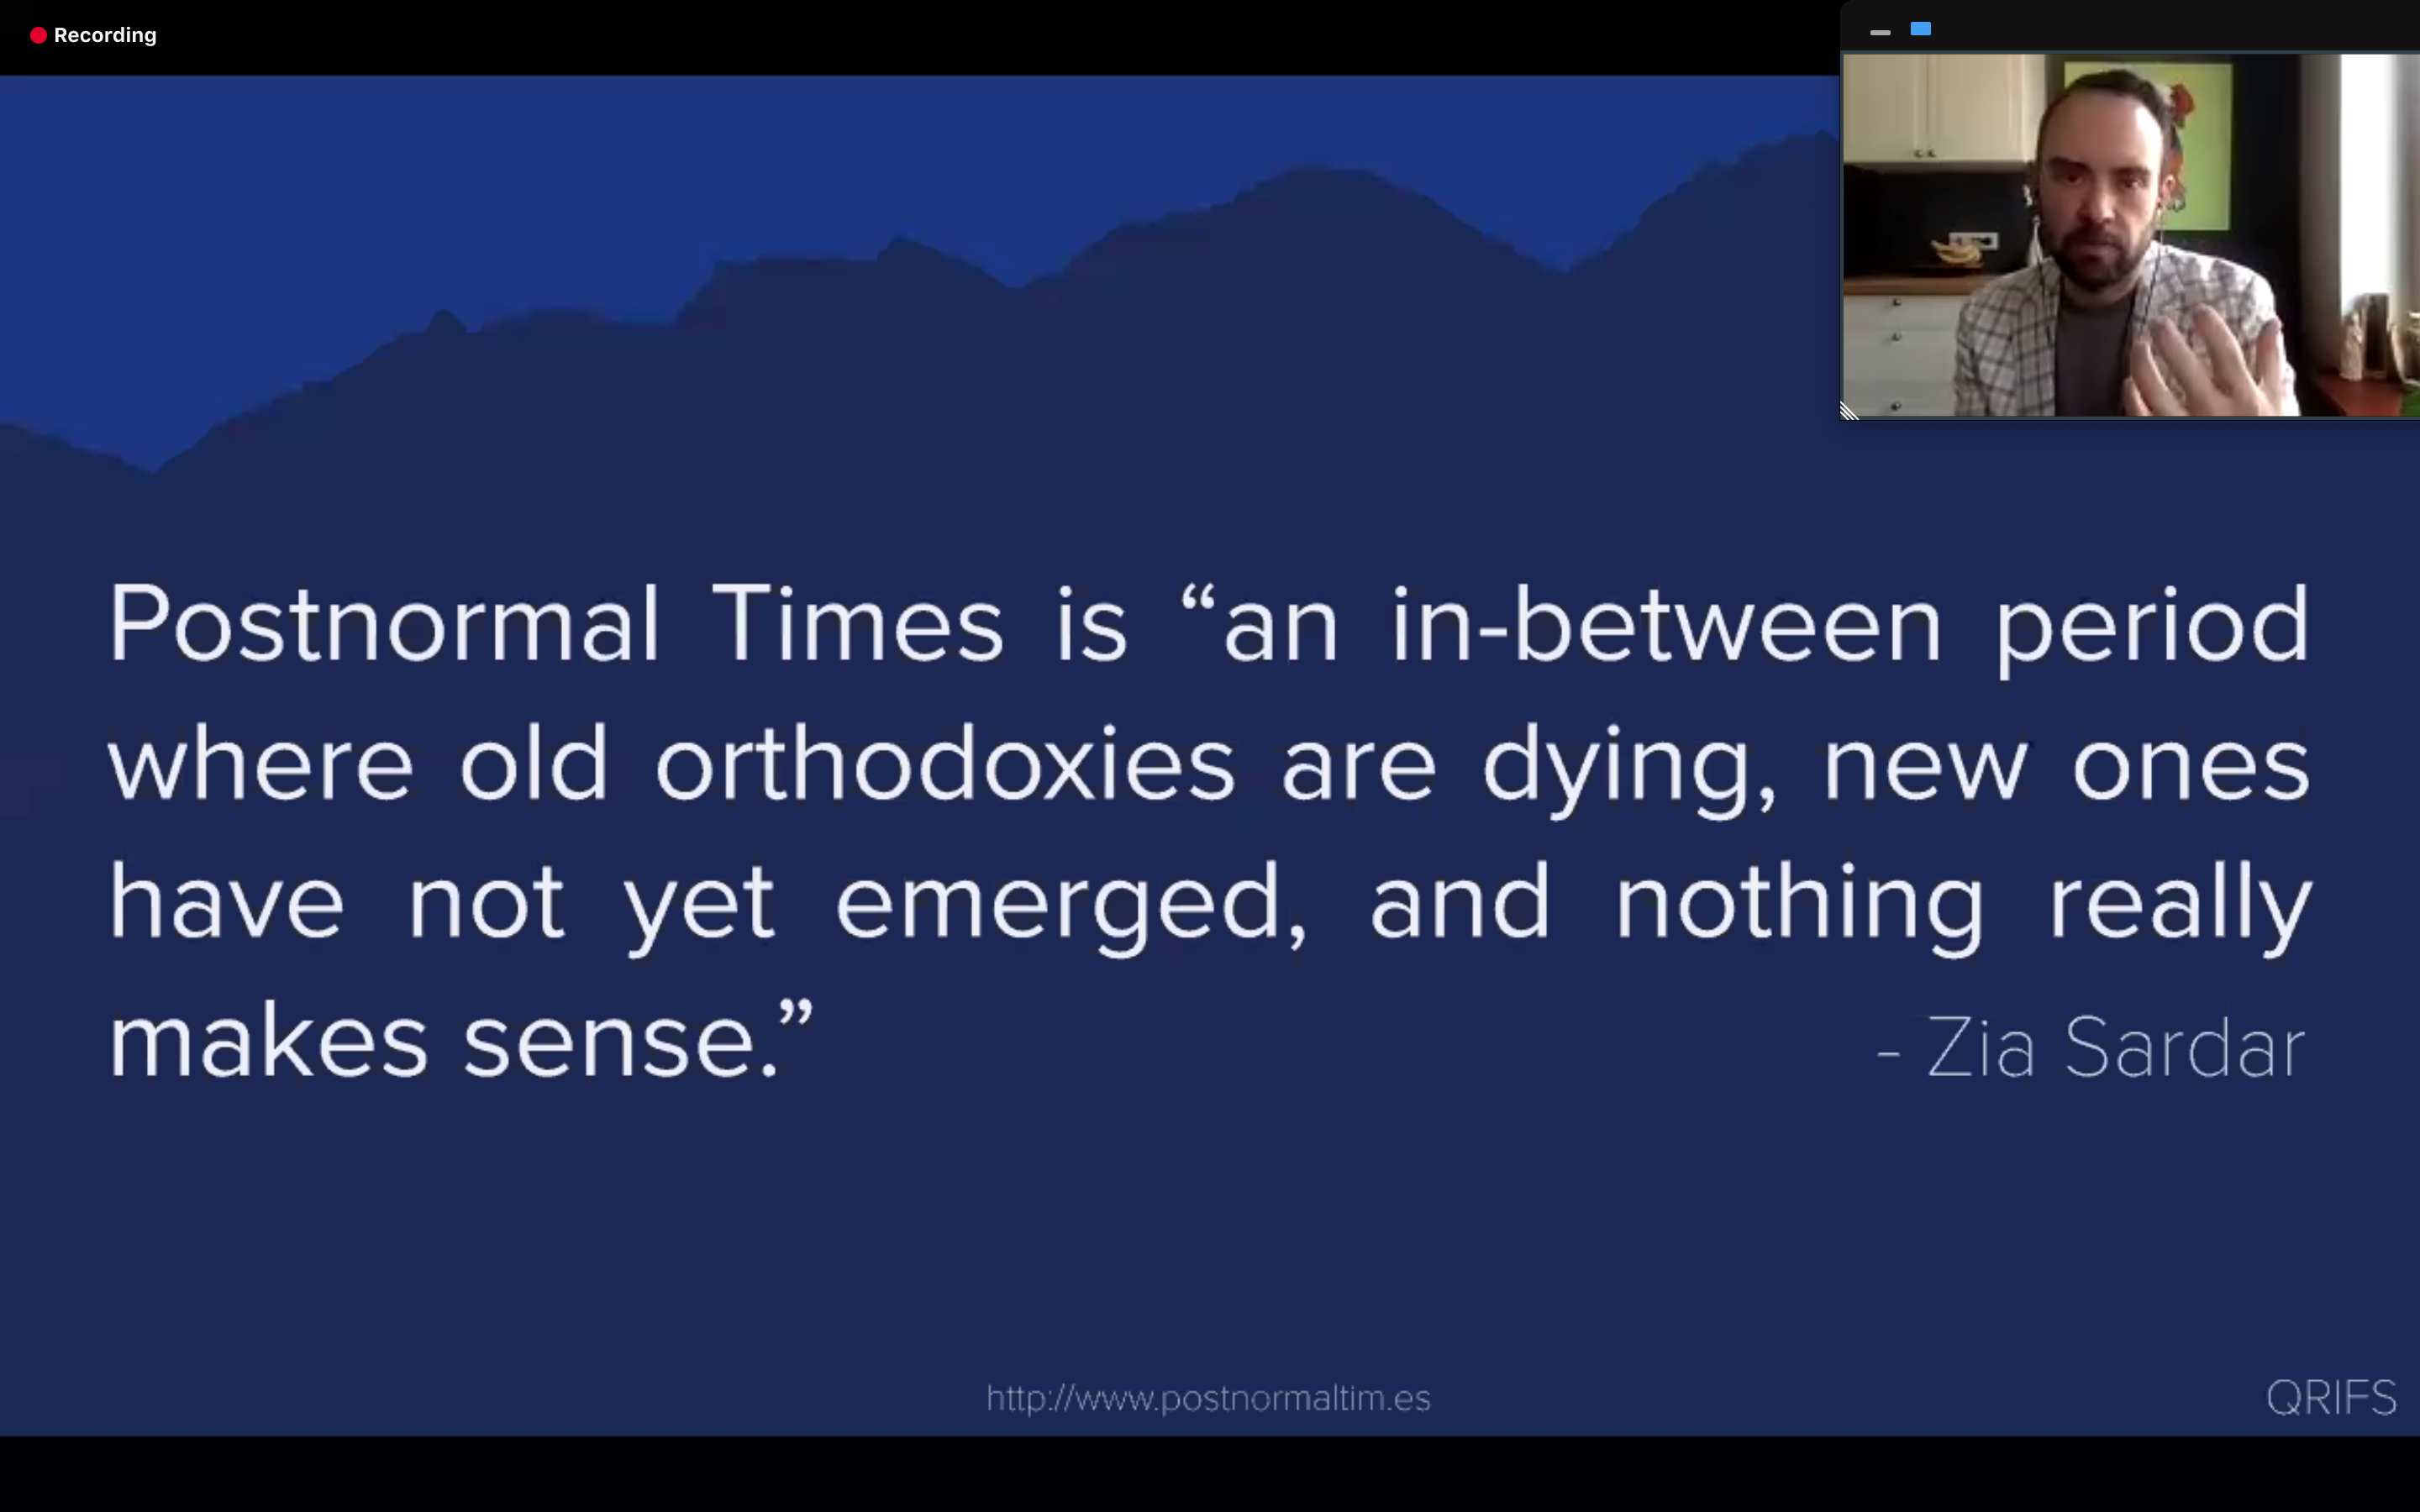 Recording
Postnormal Times is “an in-between period
where old orthodoxies are dying, new ones
have not yet emerged, and nothing really
makes sense.”
- Zia Sardar
http://www.postnormaltim.es
QRIFS